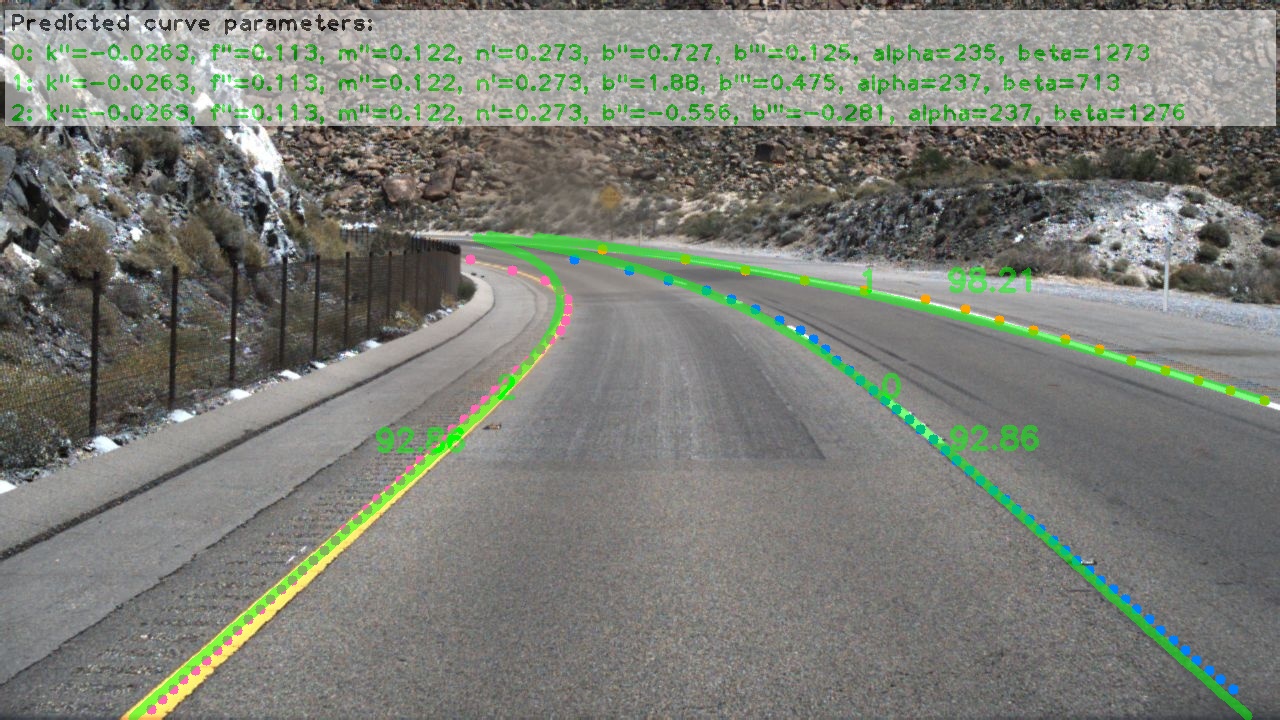 Predicted curve parameters:
0: k"=-0.0263, f"=0.113, m"=0.122, n'=0.273, b"=0.727, b'''=0.125, alpha=235, beta=1273
1: k"=-0.0263, f"=0.113, m"=0.122, n'=0.273, b"=1.88, b'''=0.475, alpha=237, beta=713
2: k"=-0.0263, f"=0.113, m"=0.122, n'=0.273, b"=-0.556, b'''=-0.281, alpha=237, beta=1276
1 98.21
2 0
92.86 92.86